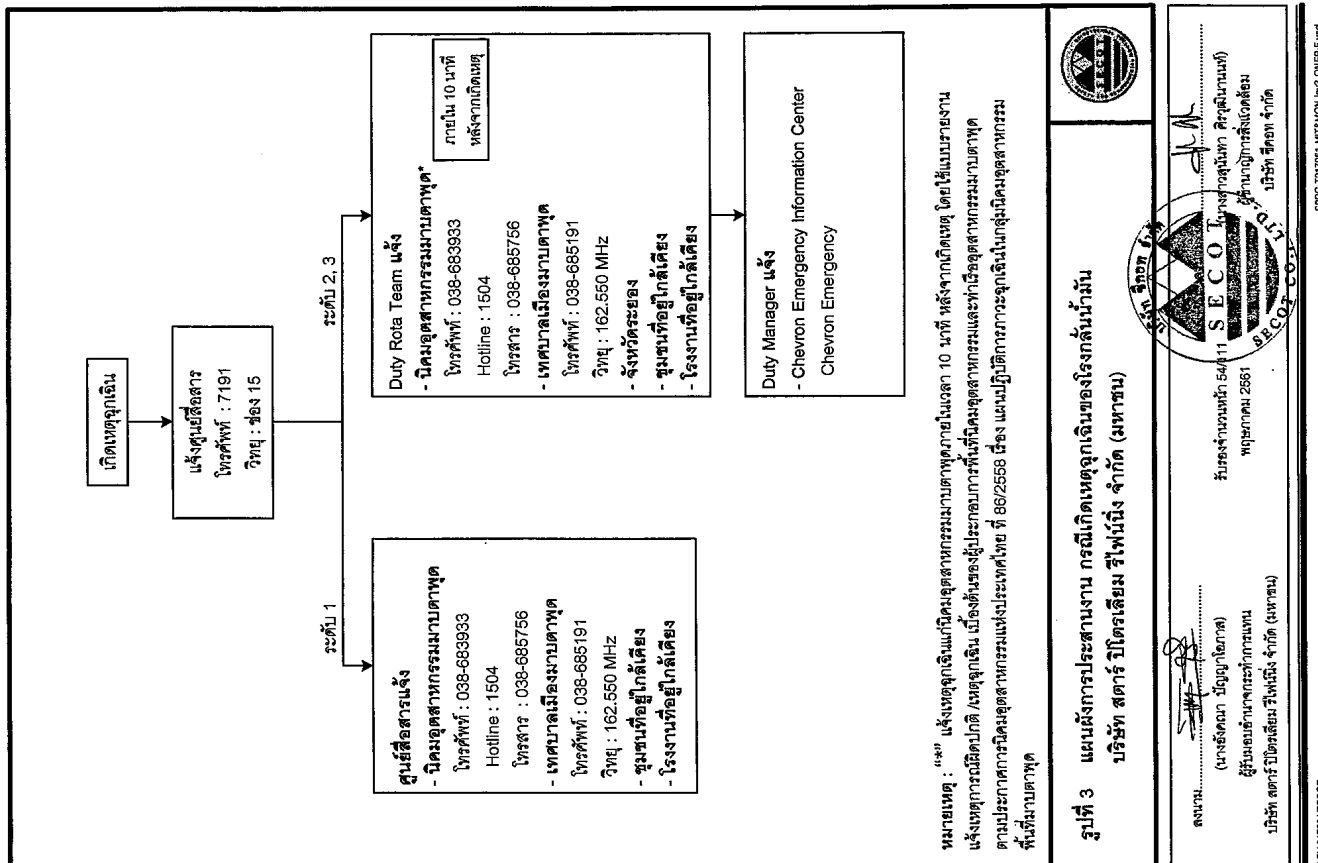 เกิดเหตุฉุกเฉิน
แจ้งศูนย์สื่อสาร
โทรศัพท์ : 7191
วิทยุ : ช่อง 15
ระดับ 1
ระดับ 2, 3
ศูนย์สื่อสารแจ้ง
- นิคมอุตสาหกรรมมาบตาพุด
โทรศัพท์ : 038-683933
Hotline : 1504
โทรสาร : 038-685756
- เทศบาลเมืองมาบตาพุด
โทรศัพท์ : 038-685191
วิทยุ : 162.550 MHz
- ชุมชนที่อยู่ใกล้เคียง
- โรงงานที่อยู่ใกล้เคียง
Duty Rota Team แจ้ง
- นิคมอุตสาหกรรมมาบตาพุด*
โทรศัพท์ : 038-683933
Hotline : 1504
โทรสาร : 038-685756
- เทศบาลเมืองมาบตาพุด
โทรศัพท์ : 038-685191
วิทยุ : 162.550 MHz
- จังหวัดระยอง
- ชุมชนที่อยู่ใกล้เคียง
- โรงงานที่อยู่ใกล้เคียง
ภายใน 10 นาที
หลังจากเกิดเหตุ
Duty Manager แจ้ง
- Chevron Emergency Information Center
Chevron Emergency
หมายเหตุ : "*" แจ้งเหตุฉุกเฉินแก่นิคมอุตสาหกรรมมาบตาพุดภายในเวลา 10 นาที หลังจากเกิดเหตุ โดยใช้แบบรายงาน
แจ้งเหตุการณ์ผิดปกติ /เหตุฉุกเฉิน เบื้องต้นของผู้ประกอบการพื้นที่นิคมอุตสาหกรรมและท่าเรืออุตสาหกรรมมาบตาพุด
ตามประกาศการนิคมอุตสาหกรรมแห่งประเทศไทย ที่ 86/2558 เรื่อง แผนปฏิบัติการภาวะฉุกเฉินในกลุ่มนิคมอุตสาหกรรม
พื้นที่มาบตาพุด
รูปที่ 3 แผนผังการประสานงาน กรณีเกิดเหตุฉุกเฉินของโรงกลั่นน้ำมัน
บริษัท สตาร์ ปิโตรเลียม รีไฟน์นิ่ง จำกัด (มหาชน)
SECOT
ลงนาม
(นางอังคณา ปัญญาโอภาส)
ผู้รับมอบอำนาจกระทำการแทน
บริษัท สตาร์ ปิโตรเลียม รีไฟน์นิ่ง จำกัด (มหาชน)
รับรองจำนวนหน้า 54/111
พฤษภาคม 2561
บริษัท ซีคอท จำกัด
SECOT
SECOT CO., LTD.
ผู้ชำนาญการสิ่งแวดล้อม
บริษัท ซีคอท จำกัด